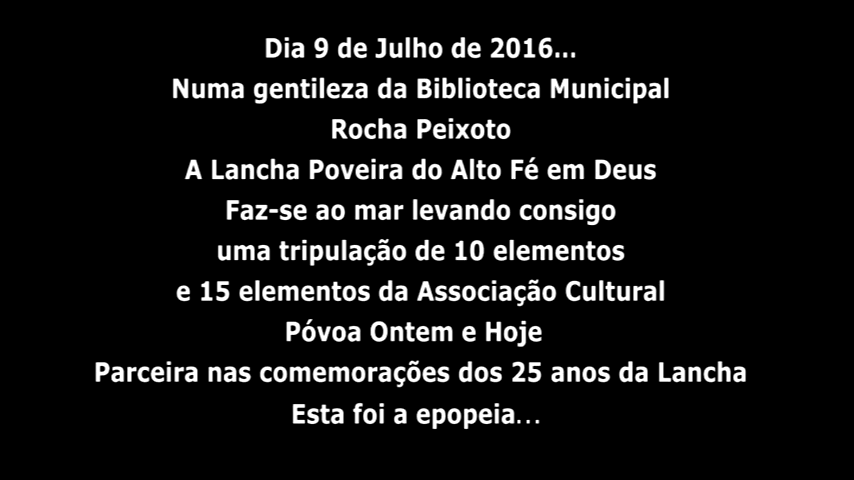 Dia 9 de Julho de 2016...
Numa gentileza da Biblioteca Municipal
Rocha Peixoto
A Lancha Poveira do Alto Fé em Deus
Faz-se ao mar levando consigo
uma tripulação de 10 elementos
e 15 elementos da Associação Cultural
Póvoa Ontem e Hoje
Parceira nas comemorações dos 25 anos da Lancha
Esta foi a epopeia...